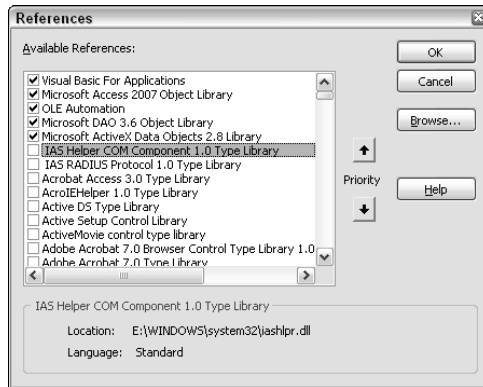 References
Available References:
OK
Visual Basic For Applications
Microsoft Access 2007 Object Library
Cancel
OLE Automation
Microsoft DAO 3.6 Object Library
Microsoft ActiveX Data Objects 2.8 Library
Browse...
IAS Helper COM Component 1.0 Type Library
IAS RADIUS Protocol 1.0 Type Library
Acrobat Access 3.0 Type Library
Priority
Help
AcroIEHelper 1.0 Type Library
Active DS Type Library
Active Setup Control Library
ActiveMovie control type library
Adobe Acrobat 7.0 Browser Control Type Library 1.0
Adobe Acrobat 7.0 Type Library
IAS Helper COM Component 1.0 Type Library
Location: E:\WINDOWS\system32\iashlpr.dll
Language: Standard